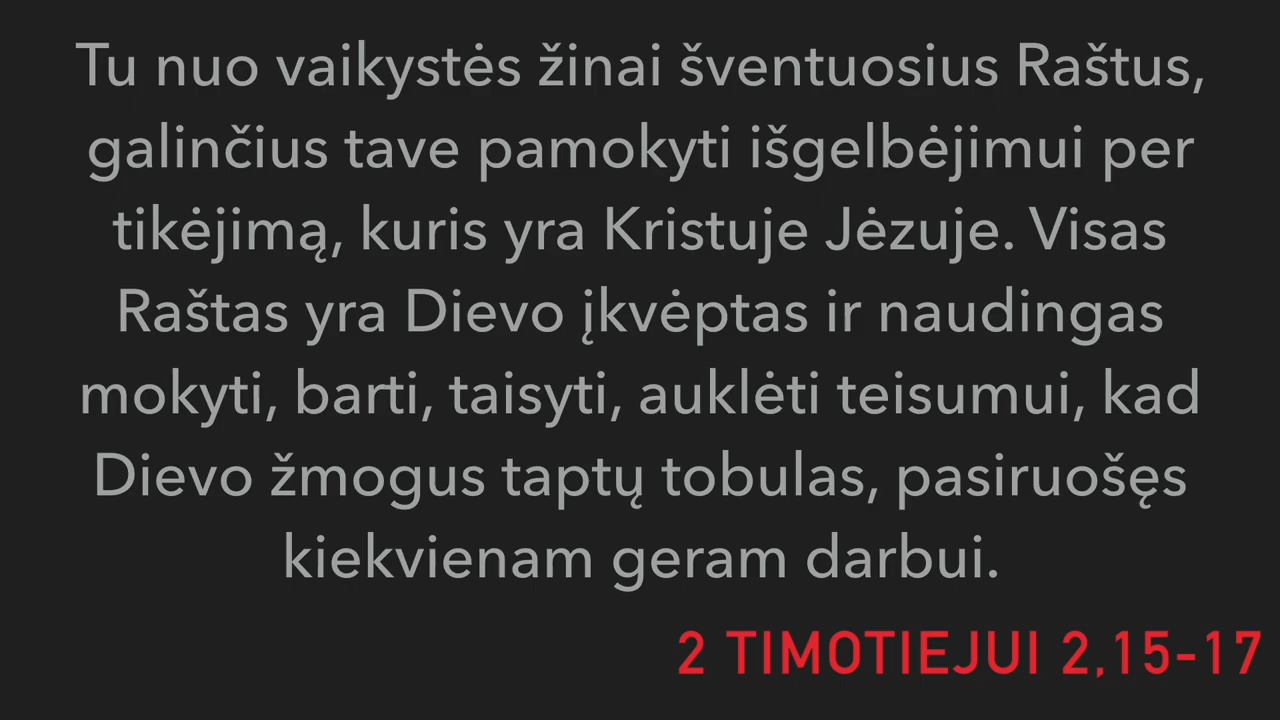 Tu nuo vaikystės žinai šventuosius Raštus,
galinčius tave pamokyti išgelbėjimui per
tikėjimą, kuris yra Kristuje Jėzuje. Visas
Raštas yra Dievo įkvėptas ir naudingas
mokyti, barti, taisyti, auklėti teisumui, kad
Dievo žmogus taptų tobulas, pasiruošęs
kiekvienam geram darbui.
2 TIMOTIEJUI 2,15-17